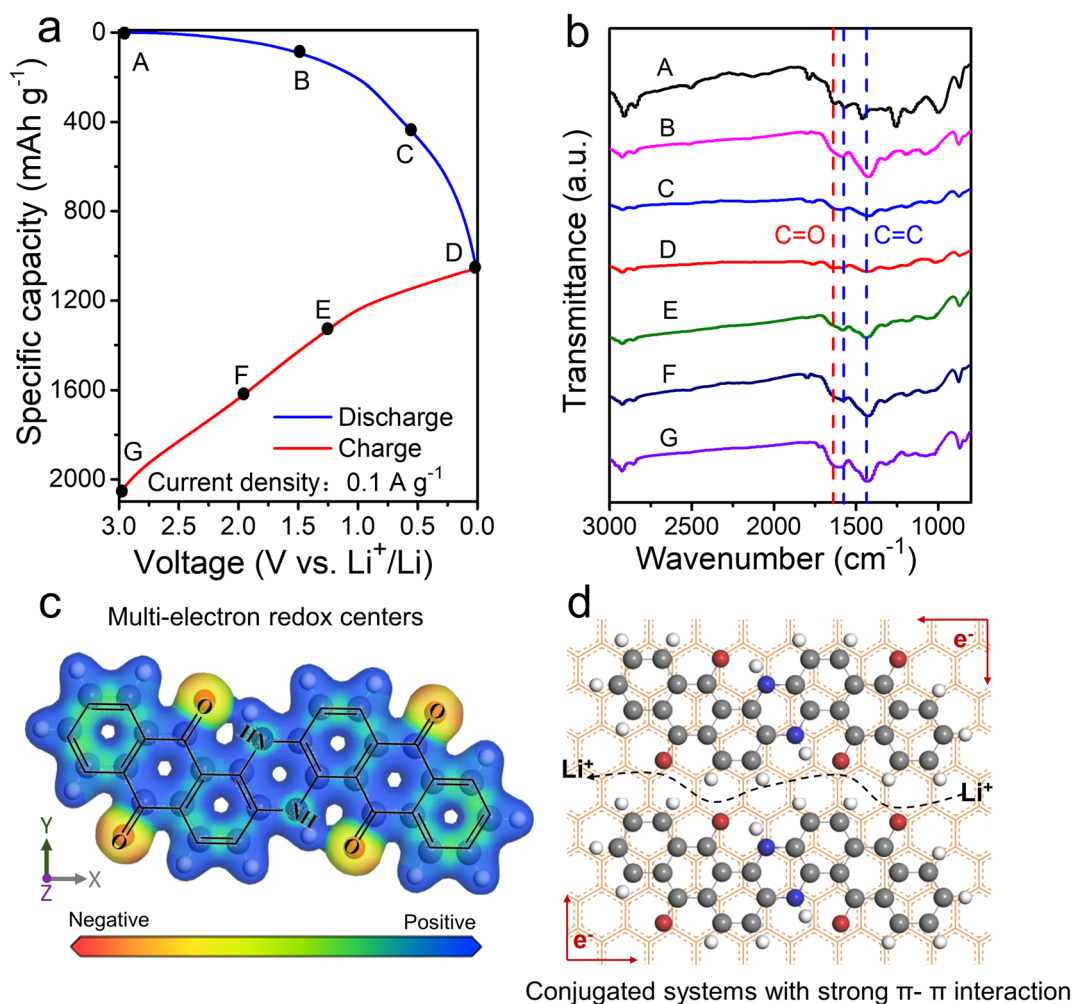 a
Specific capacity (mAh g⁻¹)
0
400
800
1200
1600
2000
A
B
C
D
E
F
G
Discharge
Charge
Current density： 0.1 A g⁻¹
3.0 2.5 2.0 1.5 1.0 0.5 0.0
Voltage (V vs. Li⁺/Li)
b
Transmittance (a.u.)
A
B
C
C=O C=C
D
E
F
G
3000 2500 2000 1500 1000
Wavenumber (cm⁻¹)
c
Multi-electron redox centers
O
O
HN
NH
O
O
Y
Z X
Negative Positive
d
e⁻
Li⁺
Li⁺
e⁻
Conjugated systems with strong π- π interaction